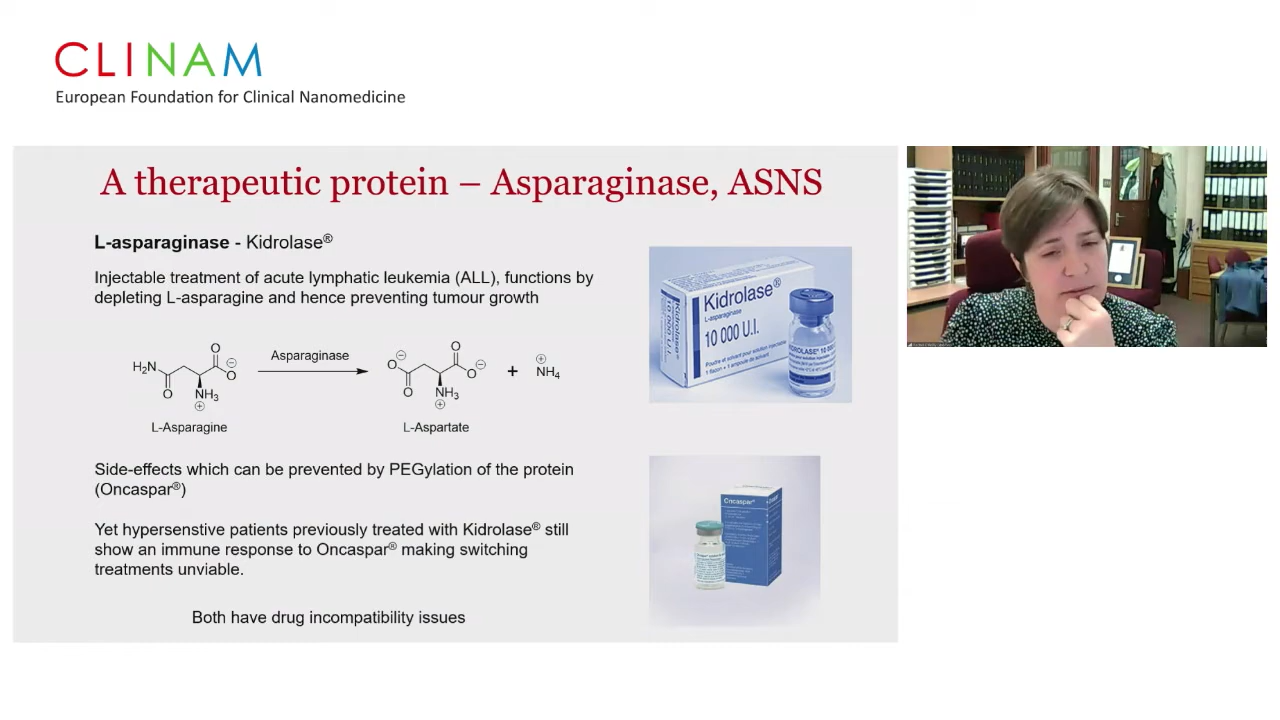 CLINAM
European Foundation for Clinical Nanomedicine
A therapeutic protein – Asparaginase, ASNS
L-asparaginase - Kidrolase®
Injectable treatment of acute lymphatic leukemia (ALL), functions by
depleting L-asparagine and hence preventing tumour growth
H₂N
O
O
⊖
O
NH₃
⊕
L-Asparagine
Asparaginase
⊖
O
O
O
O
⊖
NH₃
⊕
L-Aspartate
+
⊕
NH₄
Side-effects which can be prevented by PEGylation of the protein
(Oncaspar®)
Yet hypersenstive patients previously treated with Kidrolase® still
show an immune response to Oncaspar® making switching
treatments unviable.
Both have drug incompatibility issues
Kidrolase®
L-asparaginase
10 000 U.I.
Poudre et solvant pour solution injectable
1 flacon + 1 ampoule de solvant
Kidrolase®
10 000 U.I.
KIDROLASE 10 000
Oncaspar®